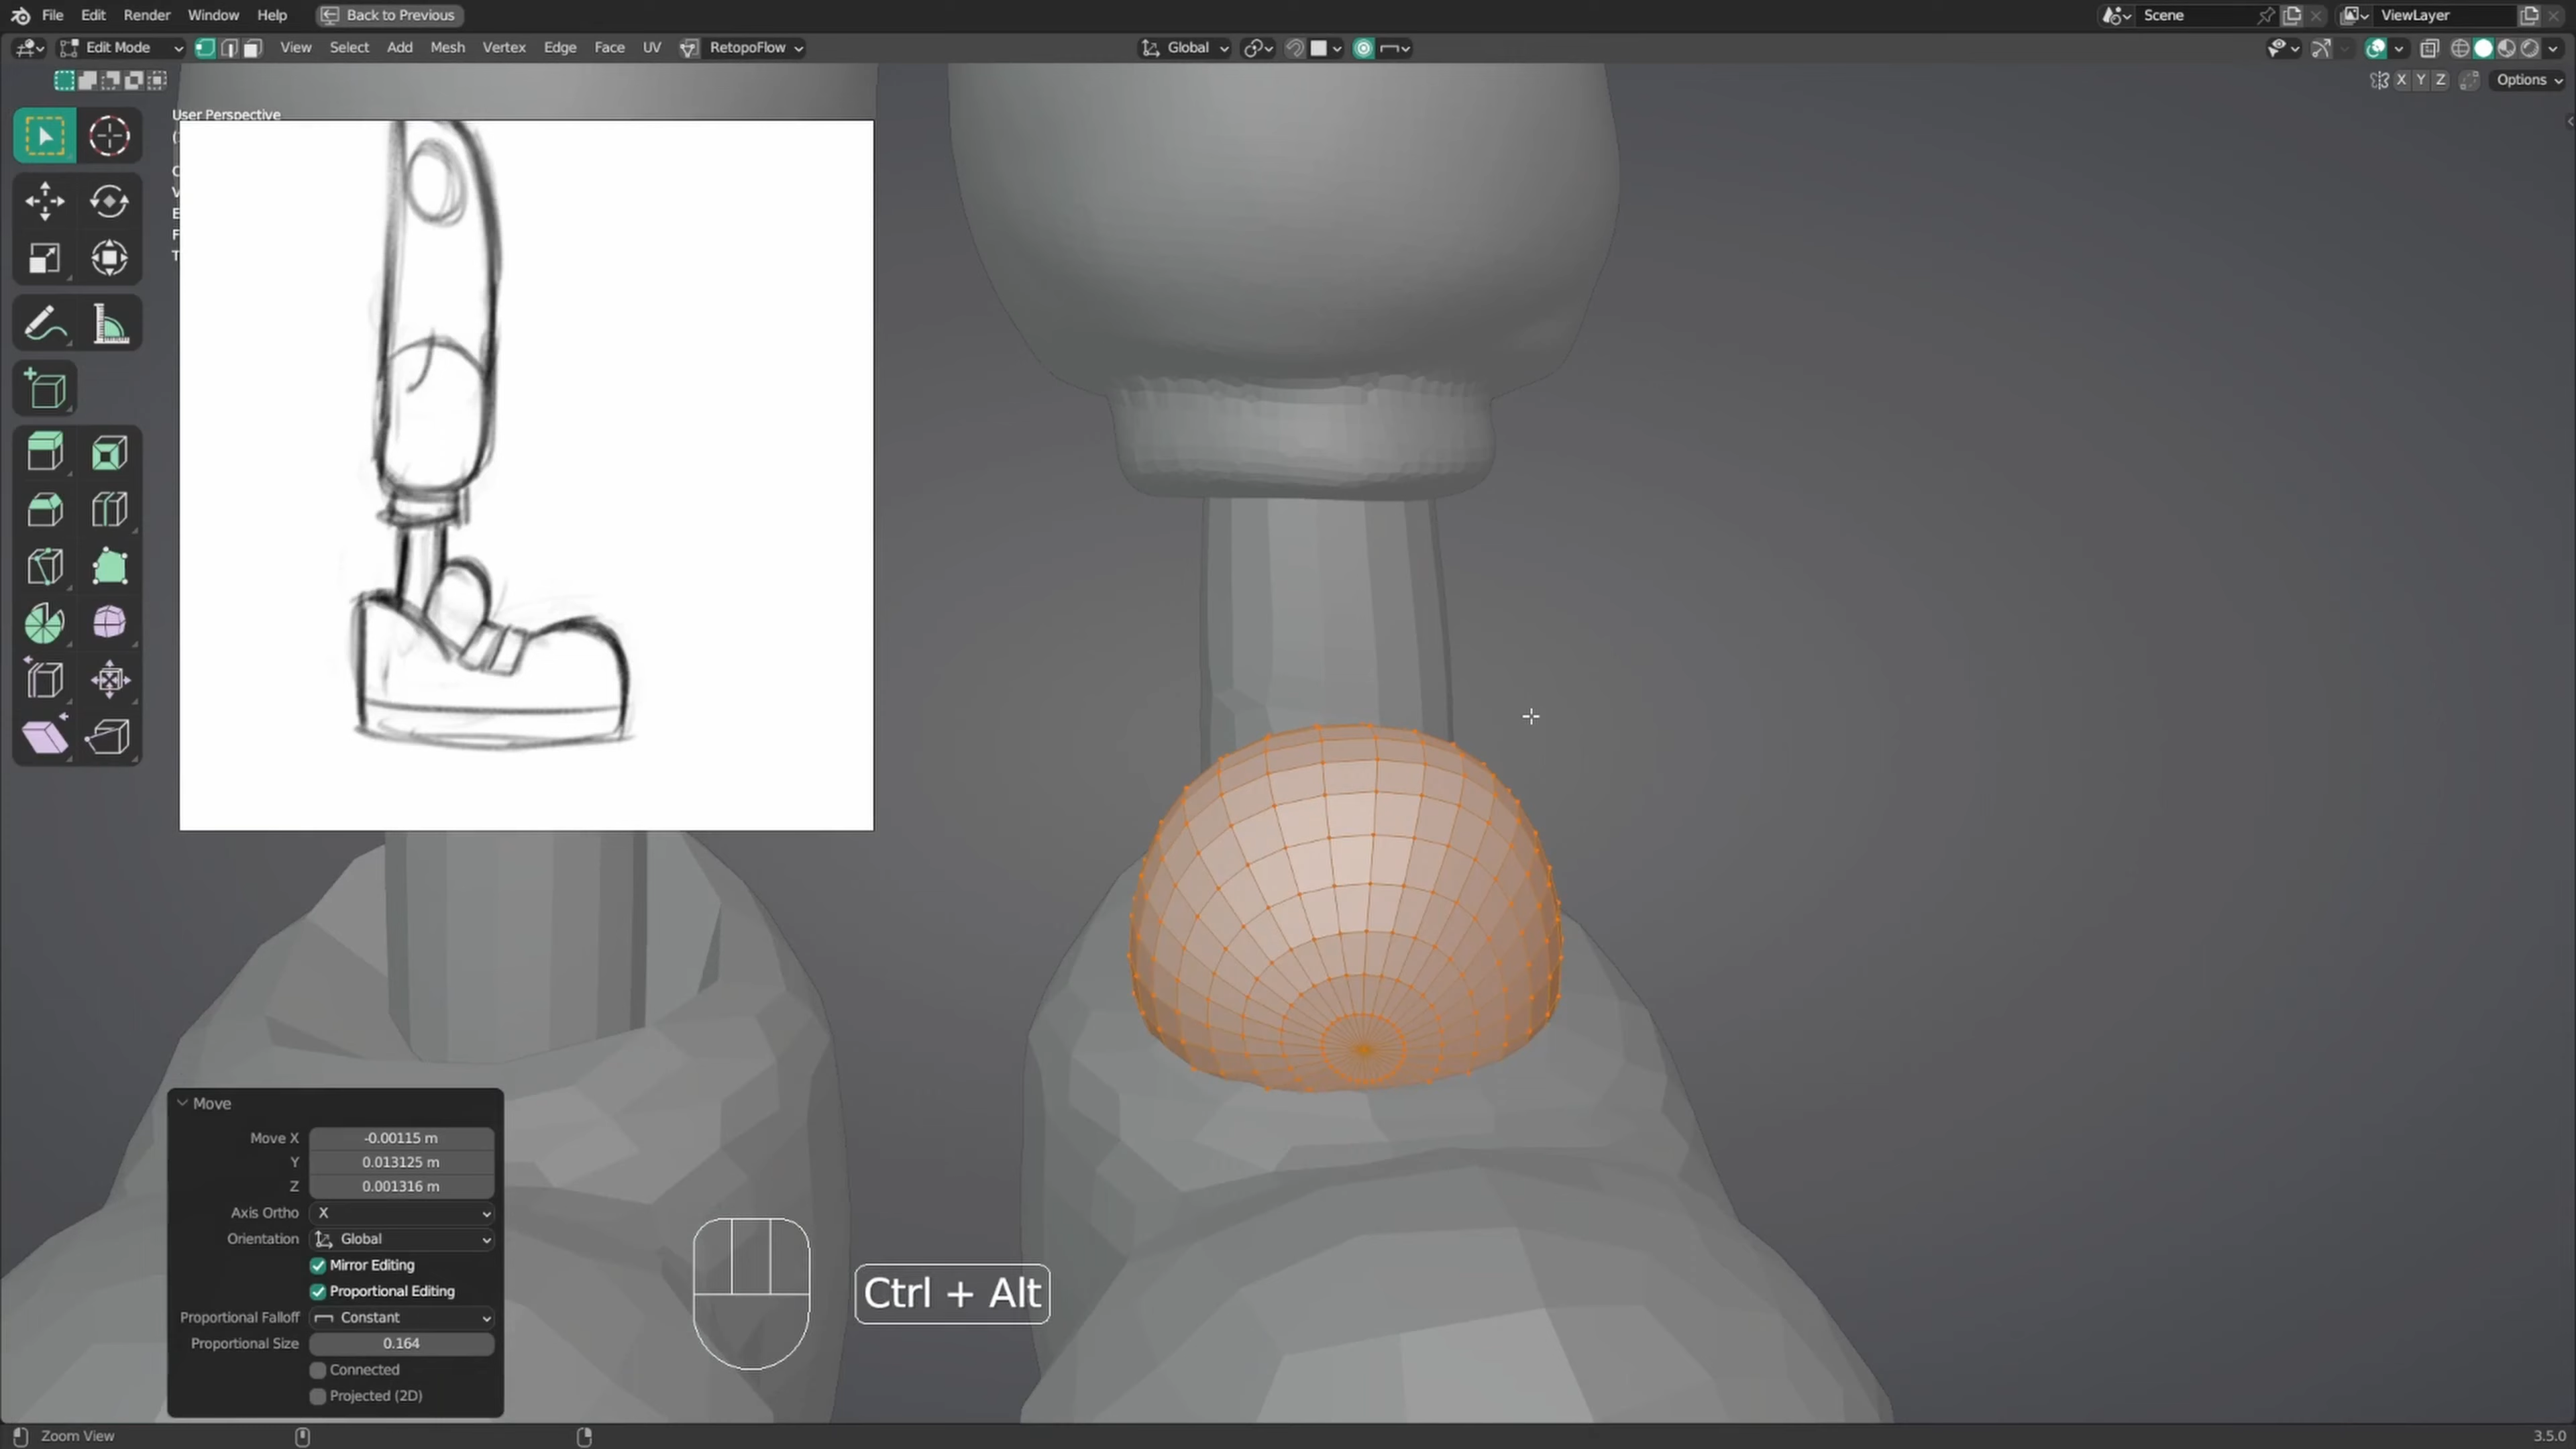 File Edit Render Window Help Back to Previous Scene ViewLayer
Edit Mode View Select Add Mesh Vertex Edge Face UV RetopoFlow Global
X Y Z Options
User Perspective
(
C
V
E
F
T
Move
Move X -0.00115 m
Y 0.013125 m
Z 0.001316 m
Axis Ortho X
Orientation Global
Mirror Editing
Proportional Editing
Proportional Falloff Constant
Proportional Size 0.164
Connected
Projected (2D)
Ctrl + Alt
Zoom View 3.5.0